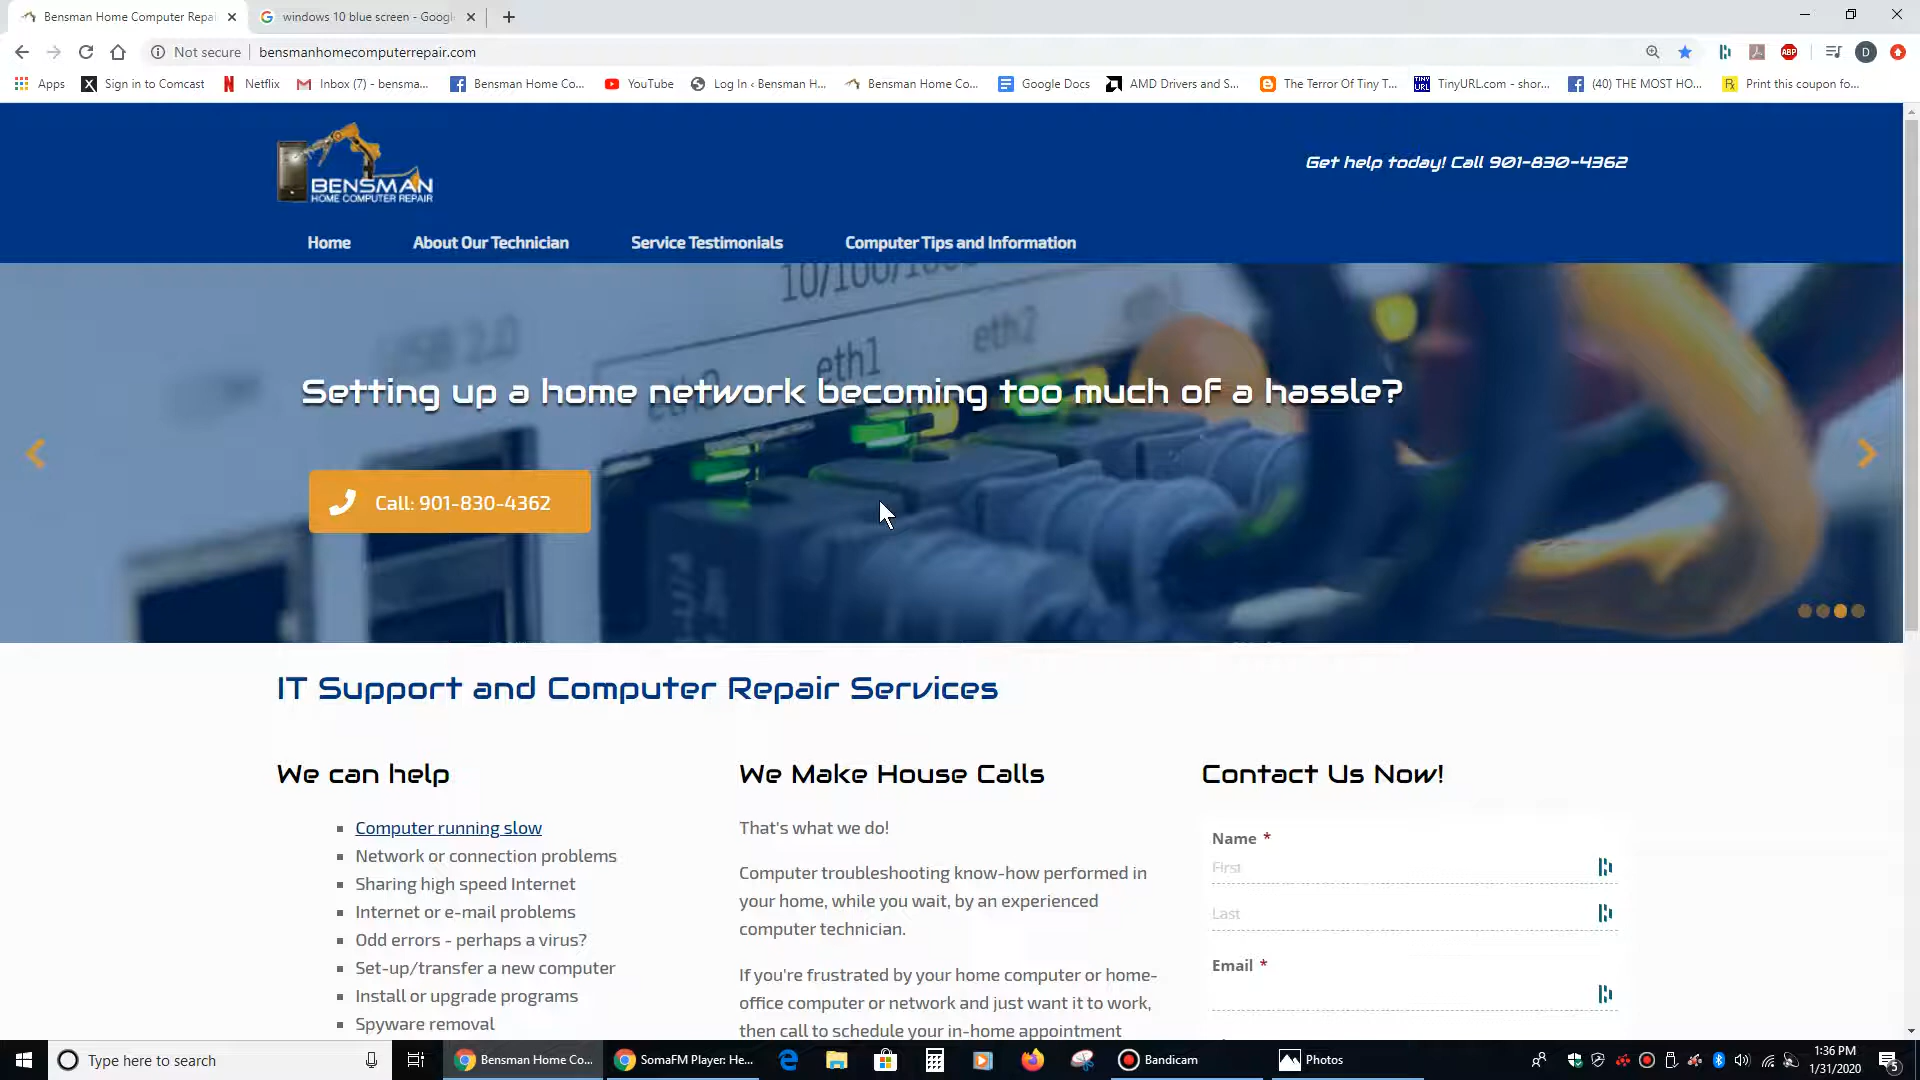 Bensman Home Computer Repai
windows 10 blue screen - Googl
Not secure
bensmanhomecomputerrepair.com
D
Apps
Sign in to Comcast
Netflix
Inbox (7) - bensma...
Bensman Home Co...
YouTube
Log In ‹ Bensman H...
Bensman Home Co...
Google Docs
AMD Drivers and S...
The Terror Of Tiny T...
TinyURL.com - shor...
(40) THE MOST HO...
Print this coupon fo...
BENSMAN
HOME COMPUTER REPAIR
Get help today! Call 901-830-4362
Home
About Our Technician
Service Testimonials
Computer Tips and Information
USB 2.0
eth0
eth1
eth2
Setting up a home network becoming too much of a hassle?
Call: 901-830-4362
IT Support and Computer Repair Services
We can help
Computer running slow
Network or connection problems
Sharing high speed Internet
Internet or e-mail problems
Odd errors - perhaps a virus?
Set-up/transfer a new computer
Install or upgrade programs
Spyware removal
We Make House Calls
That's what we do!
Computer troubleshooting know-how performed in
your home, while you wait, by an experienced
computer technician.
If you're frustrated by your home computer or home-
office computer or network and just want it to work,
then call to schedule your in-home appointment
Contact Us Now!
Name *
First
Last
Email *
Type here to search
Bensman Home Co...
SomaFM Player: He...
Bandicam
Photos
1:36 PM
1/31/2020
5